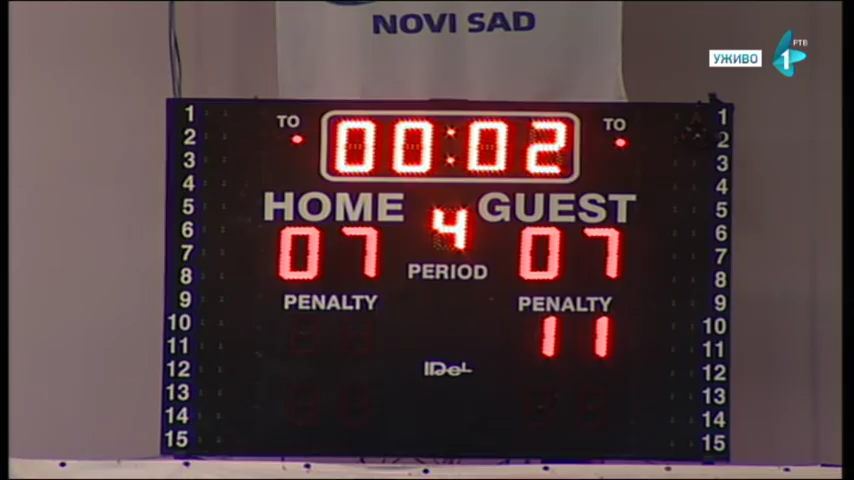 NOVI SAD
УЖИВО 1 РТВ
TO 00:02 TO
HOME 4 GUEST
07 07
PERIOD
PENALTY PENALTY
11
IDeL
1 1
2 2
3 3
4 4
5 5
6 6
7 7
8 8
9 9
10 10
11 11
12 12
13 13
14 14
15 15